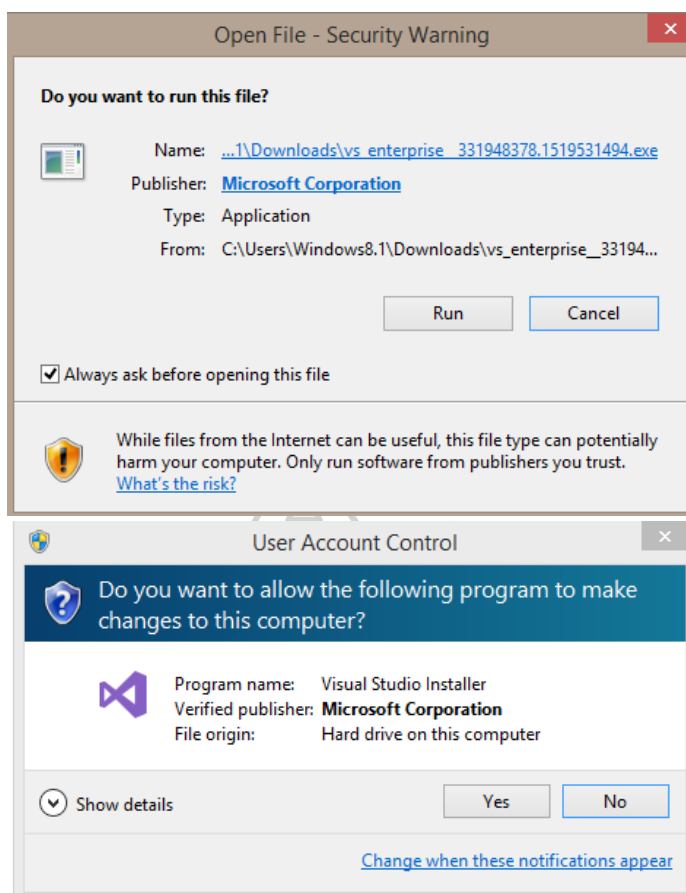 Open File - Security Warning
Do you want to run this file?
Name: ...1\Downloads\vs_enterprise__331948378.1519531494.exe
Publisher: Microsoft Corporation
Type: Application
From: C:\Users\Windows8.1\Downloads\vs_enterprise__33194...
Run Cancel
Always ask before opening this file
While files from the Internet can be useful, this file type can potentially
harm your computer. Only run software from publishers you trust.
What's the risk?
User Account Control
Do you want to allow the following program to make
changes to this computer?
Program name: Visual Studio Installer
Verified publisher: Microsoft Corporation
File origin: Hard drive on this computer
Show details Yes No
Change when these notifications appear